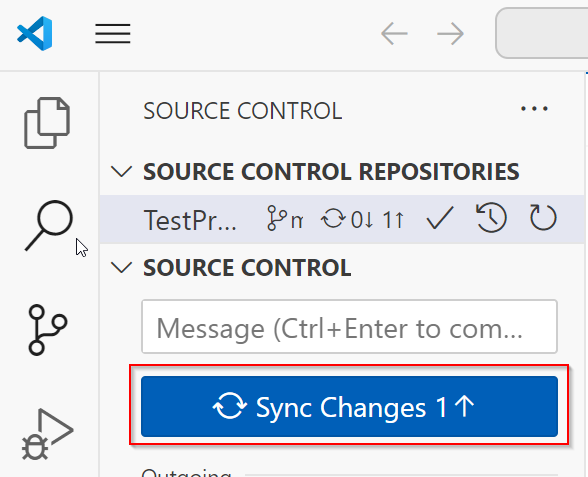 SOURCE CONTROL
SOURCE CONTROL REPOSITORIES
TestPr... 0↓ 1↑
SOURCE CONTROL
Message (Ctrl+Enter to com...
Sync Changes 1↑
Outgoing